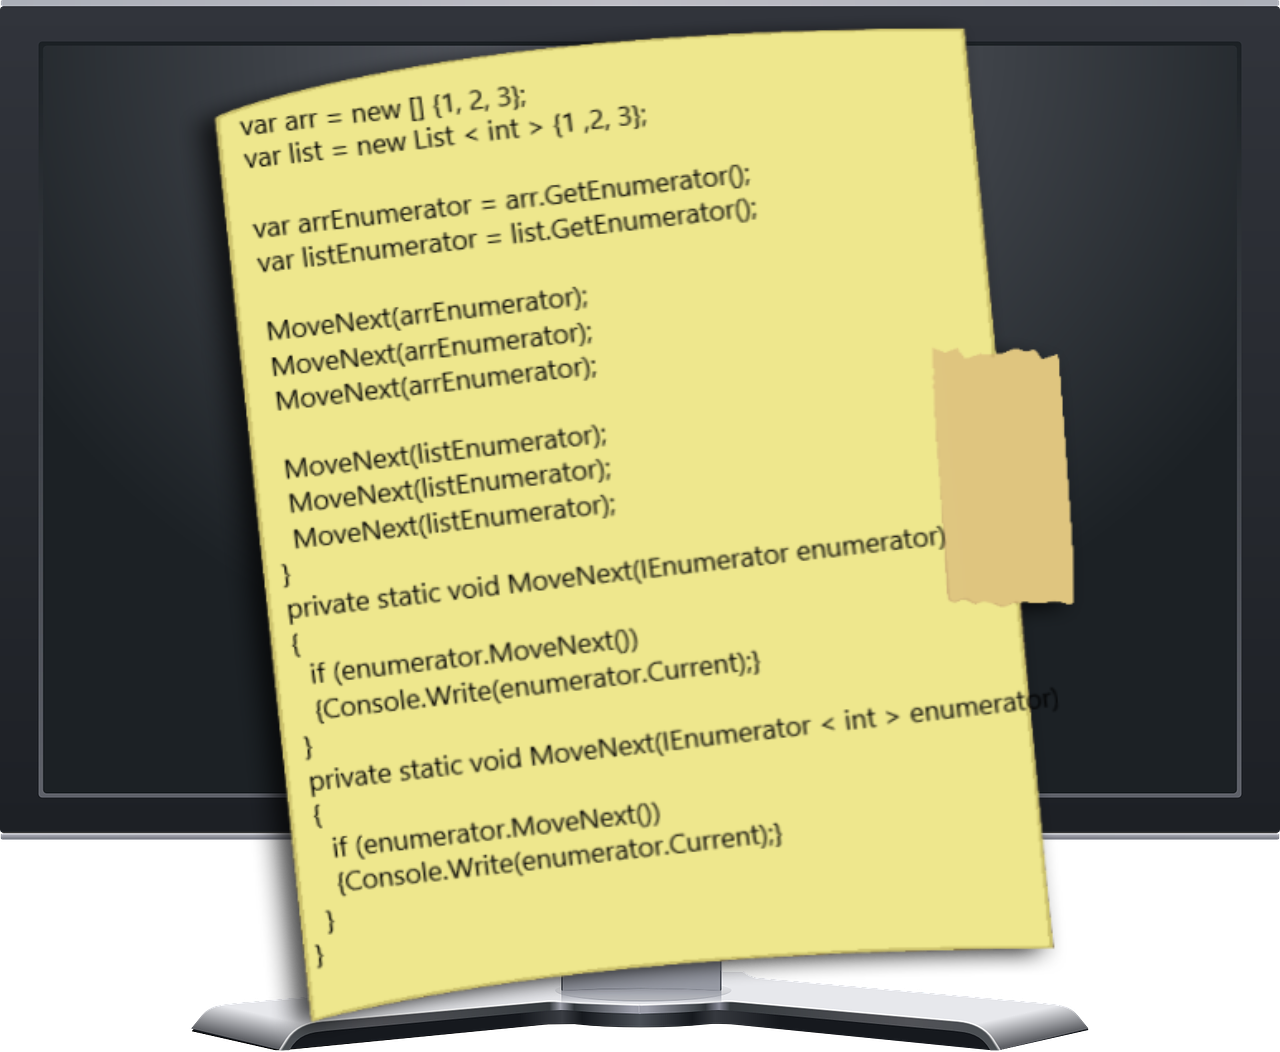 var arr = new [] {1, 2, 3};
var list = new List < int > {1 ,2, 3};
var arrEnumerator = arr.GetEnumerator();
var listEnumerator = list.GetEnumerator();
MoveNext(arrEnumerator);
MoveNext(arrEnumerator);
MoveNext(arrEnumerator);
MoveNext(listEnumerator);
MoveNext(listEnumerator);
MoveNext(listEnumerator);
}
private static void MoveNext(IEnumerator enumerator)
{
if (enumerator.MoveNext())
{Console.Write(enumerator.Current);}
}
private static void MoveNext(IEnumerator < int > enumerator)
{
if (enumerator.MoveNext())
{Console.Write(enumerator.Current);}
}
}